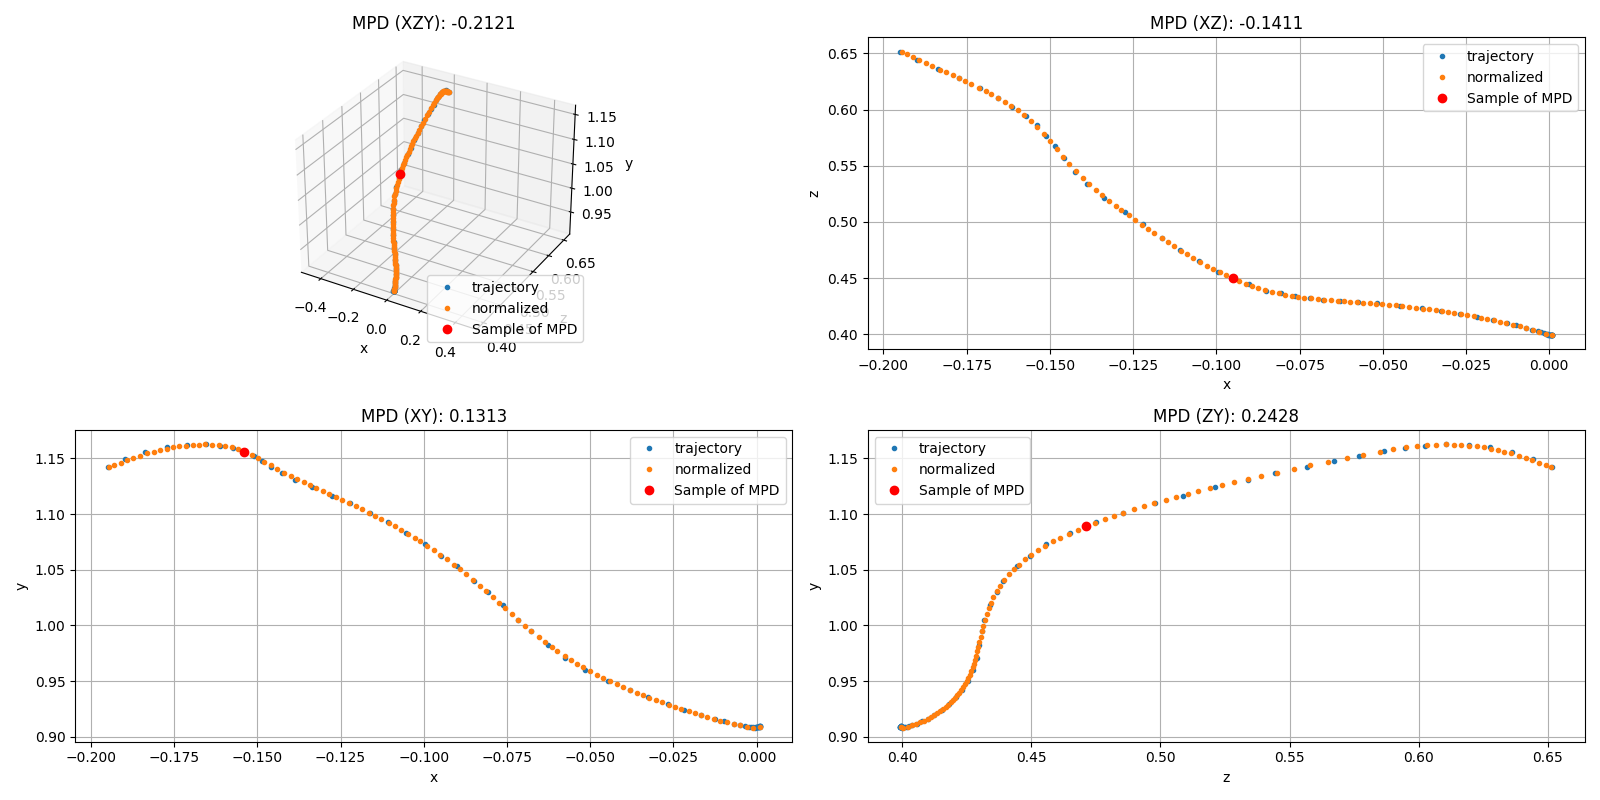 MPD (XZY): -0.2121
1.15
1.10
1.05
1.00
0.95
y
0.65
0.60
0.55
0.50
0.40
z
−0.4
−0.2
0.0
0.2
0.4
x
trajectory
normalized
Sample of MPD
MPD (XZ): -0.1411
0.65
0.60
0.55
0.50
0.45
0.40
z
−0.200
−0.175
−0.150
−0.125
−0.100
−0.075
−0.050
−0.025
0.000
x
trajectory
normalized
Sample of MPD
MPD (XY): 0.1313
1.15
1.10
1.05
1.00
0.95
0.90
y
−0.200
−0.175
−0.150
−0.125
−0.100
−0.075
−0.050
−0.025
0.000
x
trajectory
normalized
Sample of MPD
MPD (ZY): 0.2428
1.15
1.10
1.05
1.00
0.95
0.90
y
0.40
0.45
0.50
0.55
0.60
0.65
z
trajectory
normalized
Sample of MPD